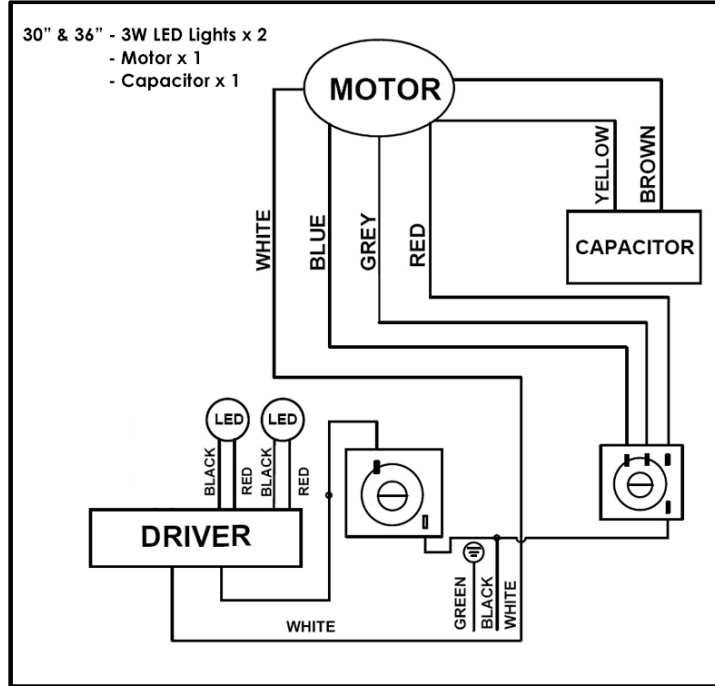 30” & 36” - 3W LED Lights x 2
- Motor x 1
- Capacitor x 1
MOTOR
WHITE
BLUE
GREY
RED
YELLOW
BROWN
CAPACITOR
LED
LED
BLACK
RED
BLACK
RED
DRIVER
GREEN
BLACK
WHITE
WHITE